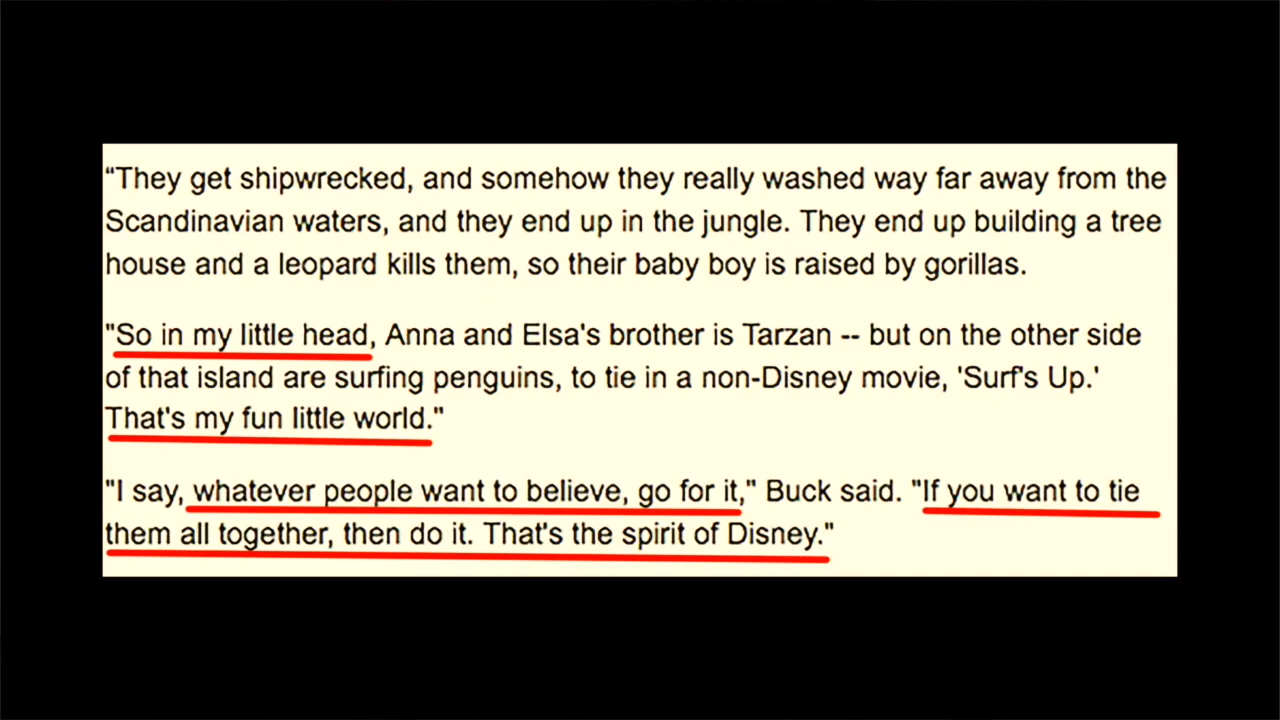 “They get shipwrecked, and somehow they really washed way far away from the
Scandinavian waters, and they end up in the jungle. They end up building a tree
house and a leopard kills them, so their baby boy is raised by gorillas.
"So in my little head, Anna and Elsa's brother is Tarzan -- but on the other side
of that island are surfing penguins, to tie in a non-Disney movie, 'Surf's Up.'
That's my fun little world."
"I say, whatever people want to believe, go for it," Buck said. "If you want to tie
them all together, then do it. That's the spirit of Disney."